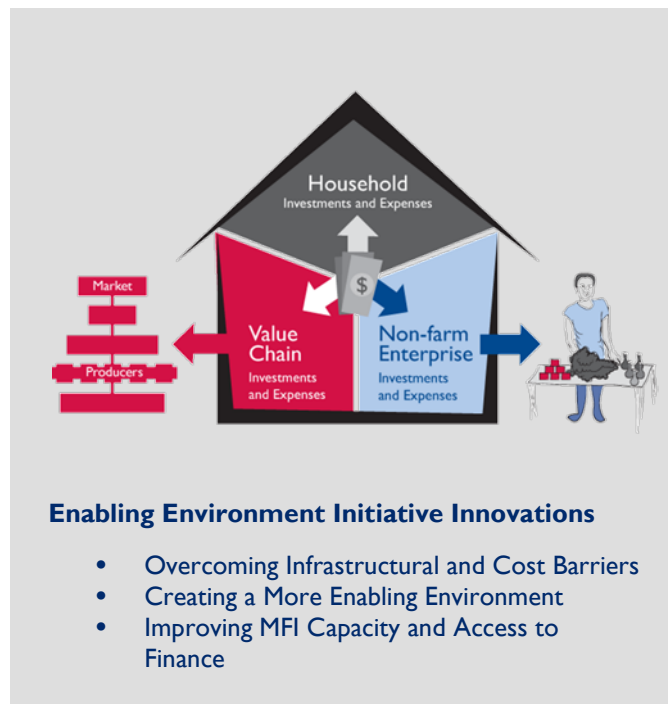 Household
Investments and Expenses
$
Market
Producers
Value
Chain
Investments
and Expenses
Non-farm
Enterprise
Investments
and Expenses
Enabling Environment Initiative Innovations
• Overcoming Infrastructural and Cost Barriers
• Creating a More Enabling Environment
• Improving MFI Capacity and Access to
Finance